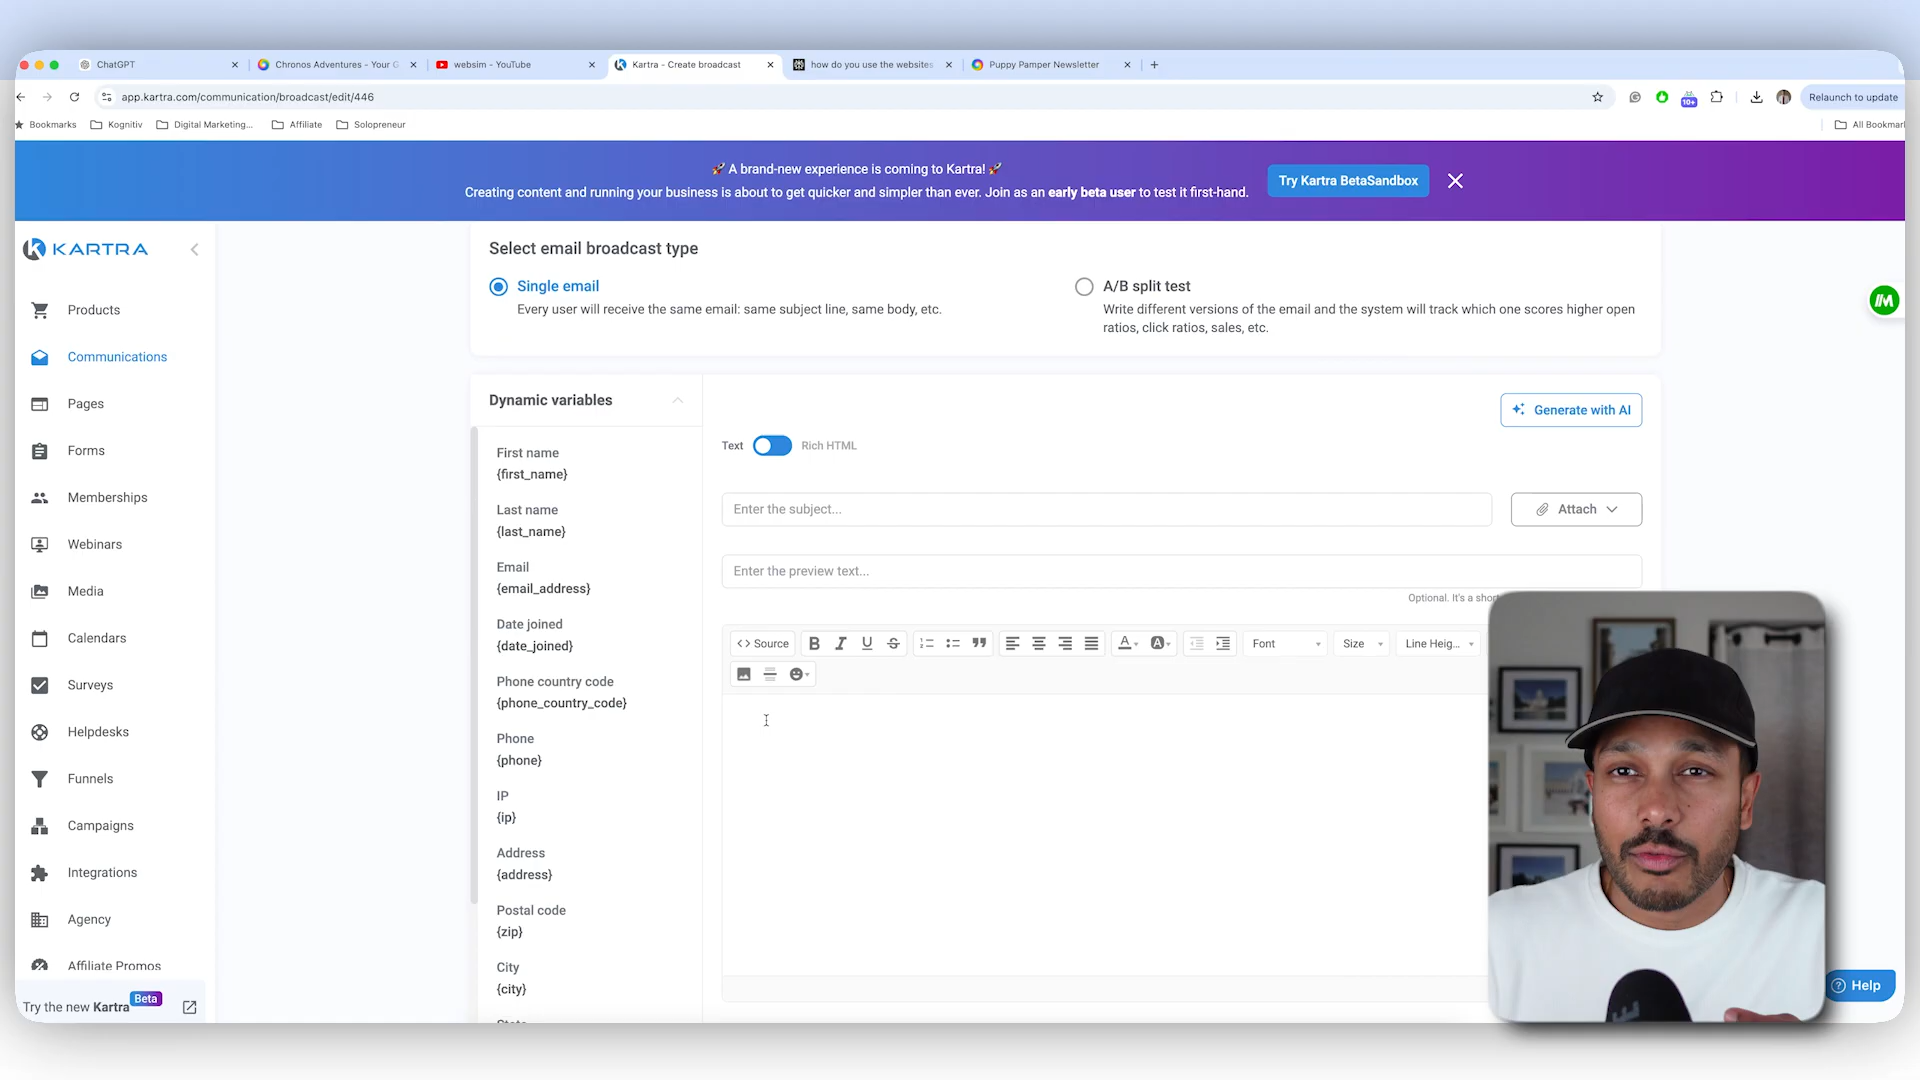 ChatGPT
Chronos Adventures - Your G
websim - YouTube
Kartra - Create broadcast
how do you use the websites
Puppy Pamper Newsletter
app.kartra.com/communication/broadcast/edit/446
10+
Relaunch to update
Bookmarks
Kognitiv
Digital Marketing...
Affiliate
Solopreneur
All Bookmar
🚀 A brand-new experience is coming to Kartra! 🚀
Creating content and running your business is about to get quicker and simpler than ever. Join as an early beta user to test it first-hand.
Try Kartra BetaSandbox
KARTRA
Products
Communications
Pages
Forms
Memberships
Webinars
Media
Calendars
Surveys
Helpdesks
Funnels
Campaigns
Integrations
Agency
Affiliate Promos
Try the new Kartra Beta
Select email broadcast type
Single email
Every user will receive the same email: same subject line, same body, etc.
A/B split test
Write different versions of the email and the system will track which one scores higher open
ratios, click ratios, sales, etc.
Dynamic variables
First name
{first_name}
Last name
{last_name}
Email
{email_address}
Date joined
{date_joined}
Phone country code
{phone_country_code}
Phone
{phone}
IP
{ip}
Address
{address}
Postal code
{zip}
City
{city}
Generate with AI
Text
Rich HTML
Enter the subject...
Attach
Enter the preview text...
Optional. It's a shor
Source
Font
Size
Line Heig...
Help